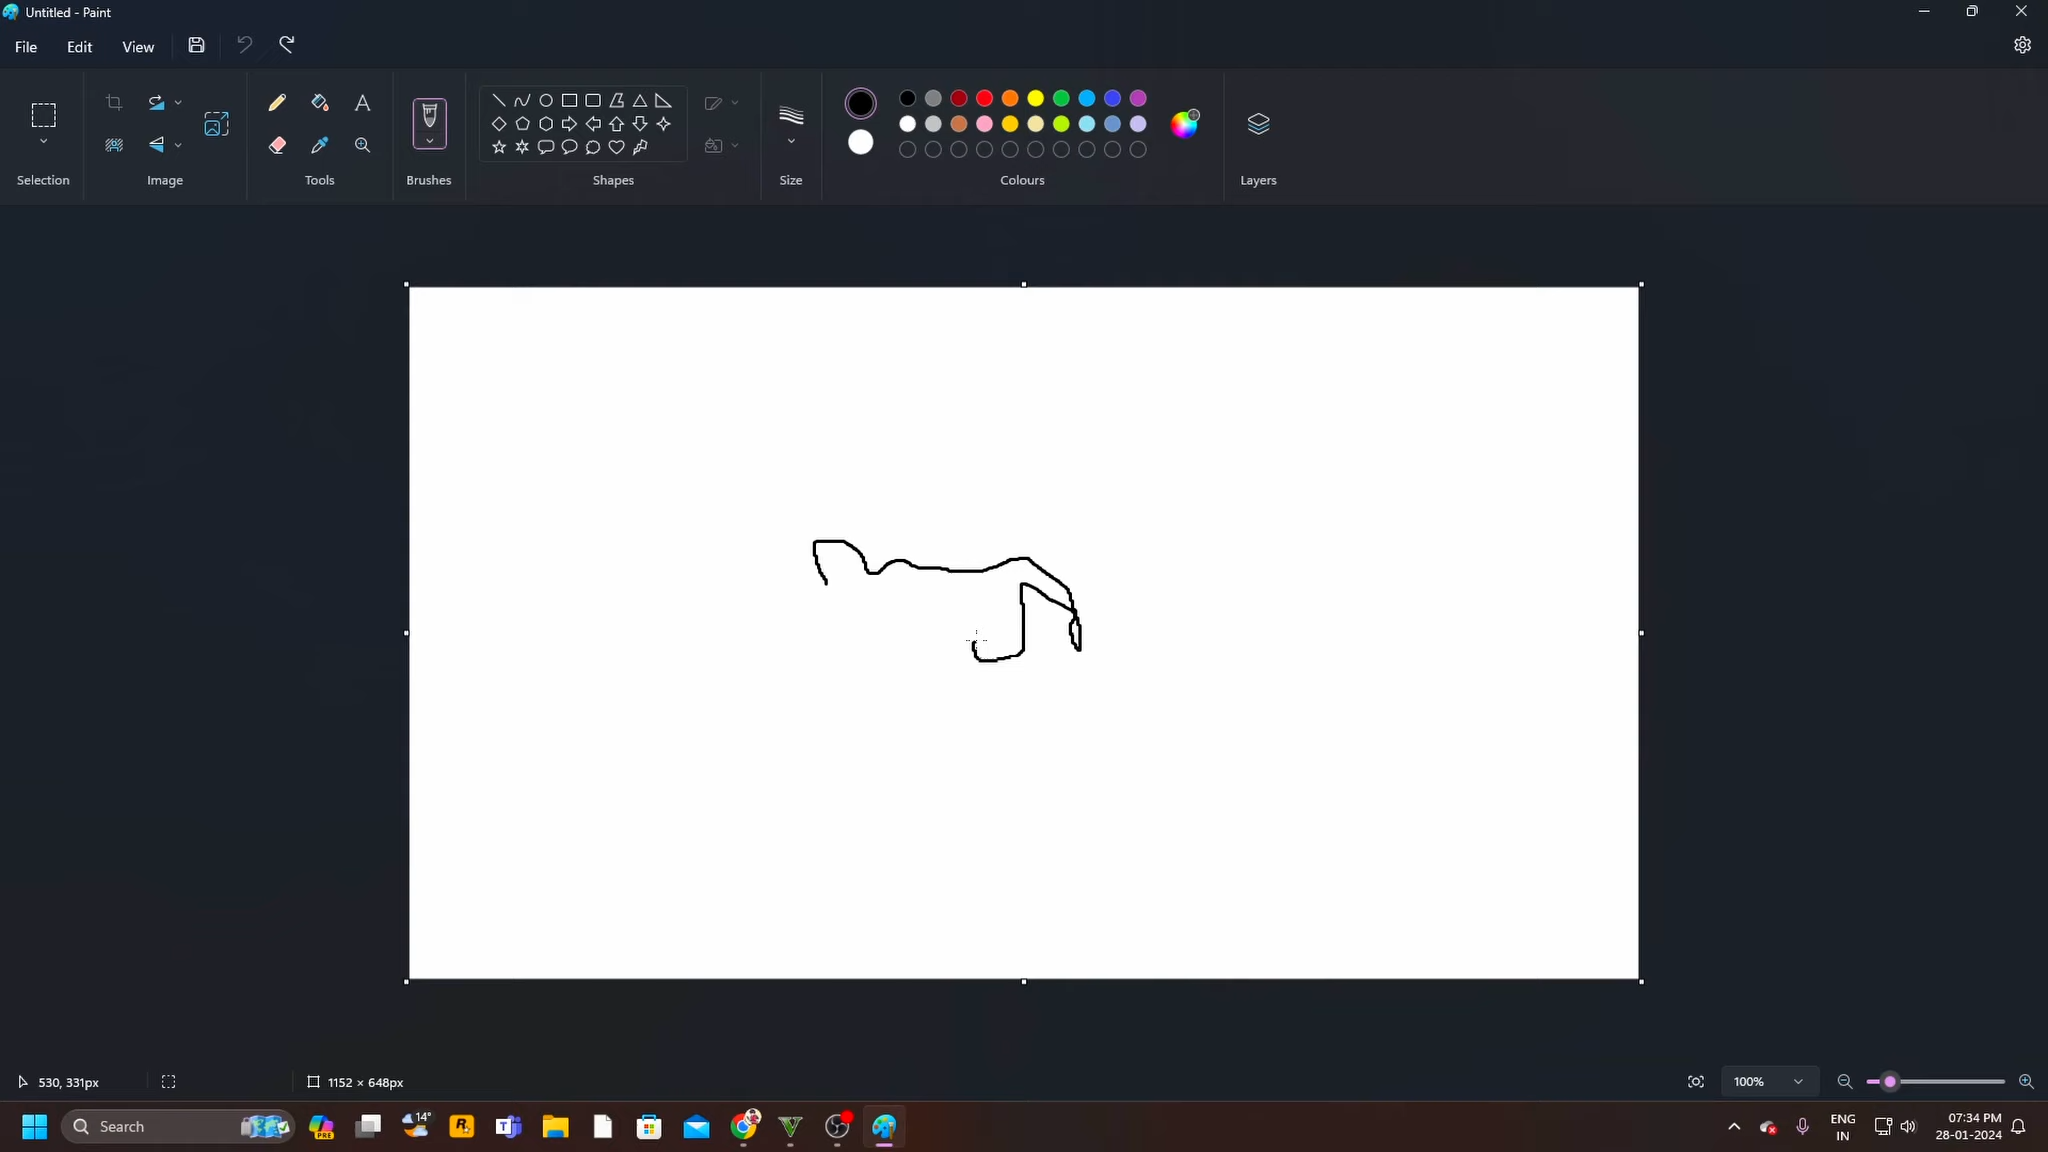 Untitled - Paint
File Edit View
Selection Image Tools Brushes Shapes Size Colours Layers
530, 331px 1152 × 648px 100%
Search PRE 14° ENG 07:34 PM
IN 28-01-2024